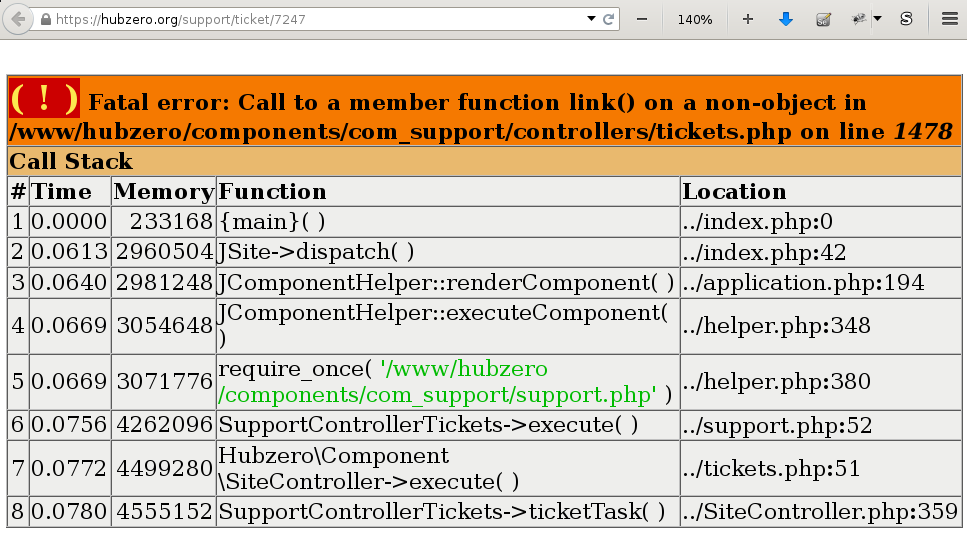 https://hubzero.org/support/ticket/7247
140%
S
( ! ) Fatal error: Call to a member function link() on a non-object in
/www/hubzero/components/com_support/controllers/tickets.php on line 1478
Call Stack
# Time Memory Function Location
1 0.0000 233168 {main}( ) ../index.php:0
2 0.0613 2960504 JSite->dispatch( ) ../index.php:42
3 0.0640 2981248 JComponentHelper::renderComponent( ) ../application.php:194
4 0.0669 3054648 JComponentHelper::executeComponent(
) ../helper.php:348
5 0.0669 3071776 require_once( '/www/hubzero
/components/com_support/support.php' ) ../helper.php:380
6 0.0756 4262096 SupportControllerTickets->execute( ) ../support.php:52
7 0.0772 4499280 Hubzero\Component
\SiteController->execute( ) ../tickets.php:51
8 0.0780 4555152 SupportControllerTickets->ticketTask( ) ../SiteController.php:359